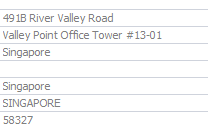 491B River Valley Road
Valley Point Office Tower #13-01
Singapore
Singapore
SINGAPORE
58327